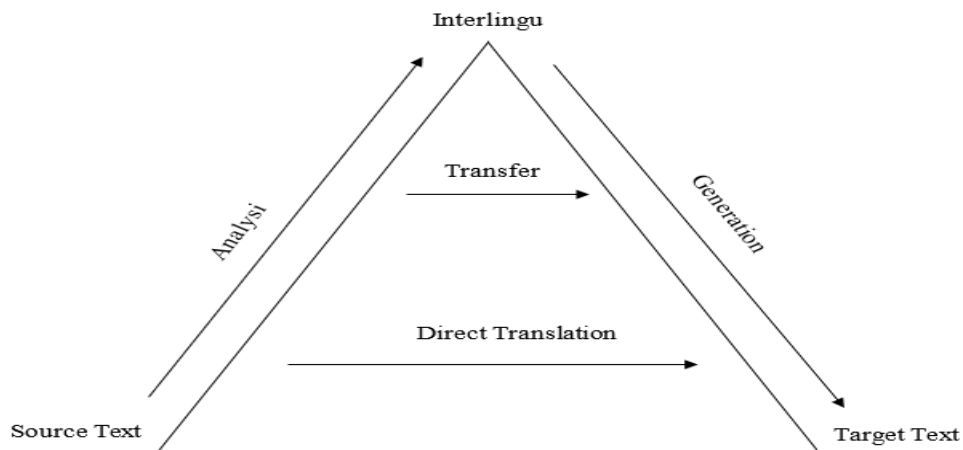 Interlingu
Transfer
Analysi
Generation
Direct Translation
Source Text
Target Text